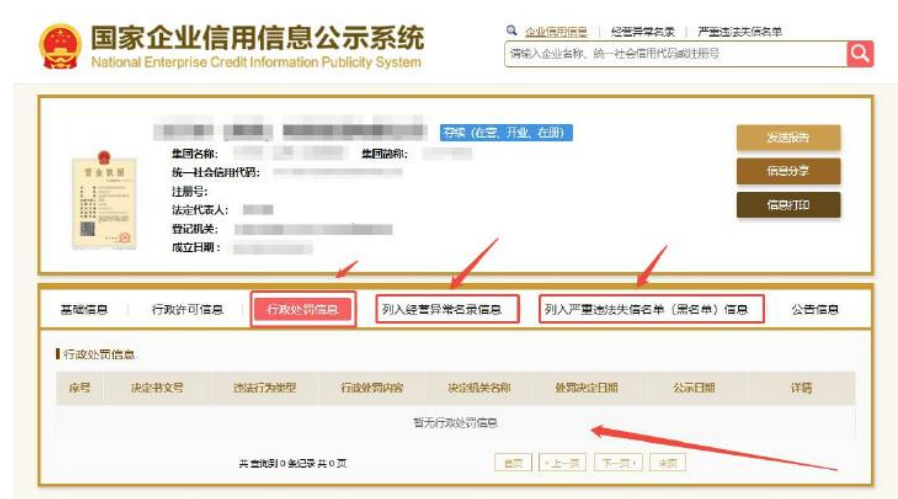 国家企业信用信息公示系统
National Enterprise Credit Information Publicity System
企业信用信息 | 经营异常名录 | 严重违法失信名单
请输入企业名称、统一社会信用代码或注册号
存续（在营、开业、在册）
发送报告
集团名称： 集团简称：
营业执照
统一社会信用代码：
信息分享
注册号：
法定代表人：
信息打印
登记机关：
成立日期：
基础信息 行政许可信息 行政处罚信息 列入经营异常名录信息 列入严重违法失信名单（黑名单）信息 公告信息
行政处罚信息
序号 决定书文号 违法行为类型 行政处罚内容 决定机关名称 处罚决定日期 公示日期 详情
暂无行政处罚信息
共查询到 0 条记录 共 0 页 首页 上一页 下一页 末页